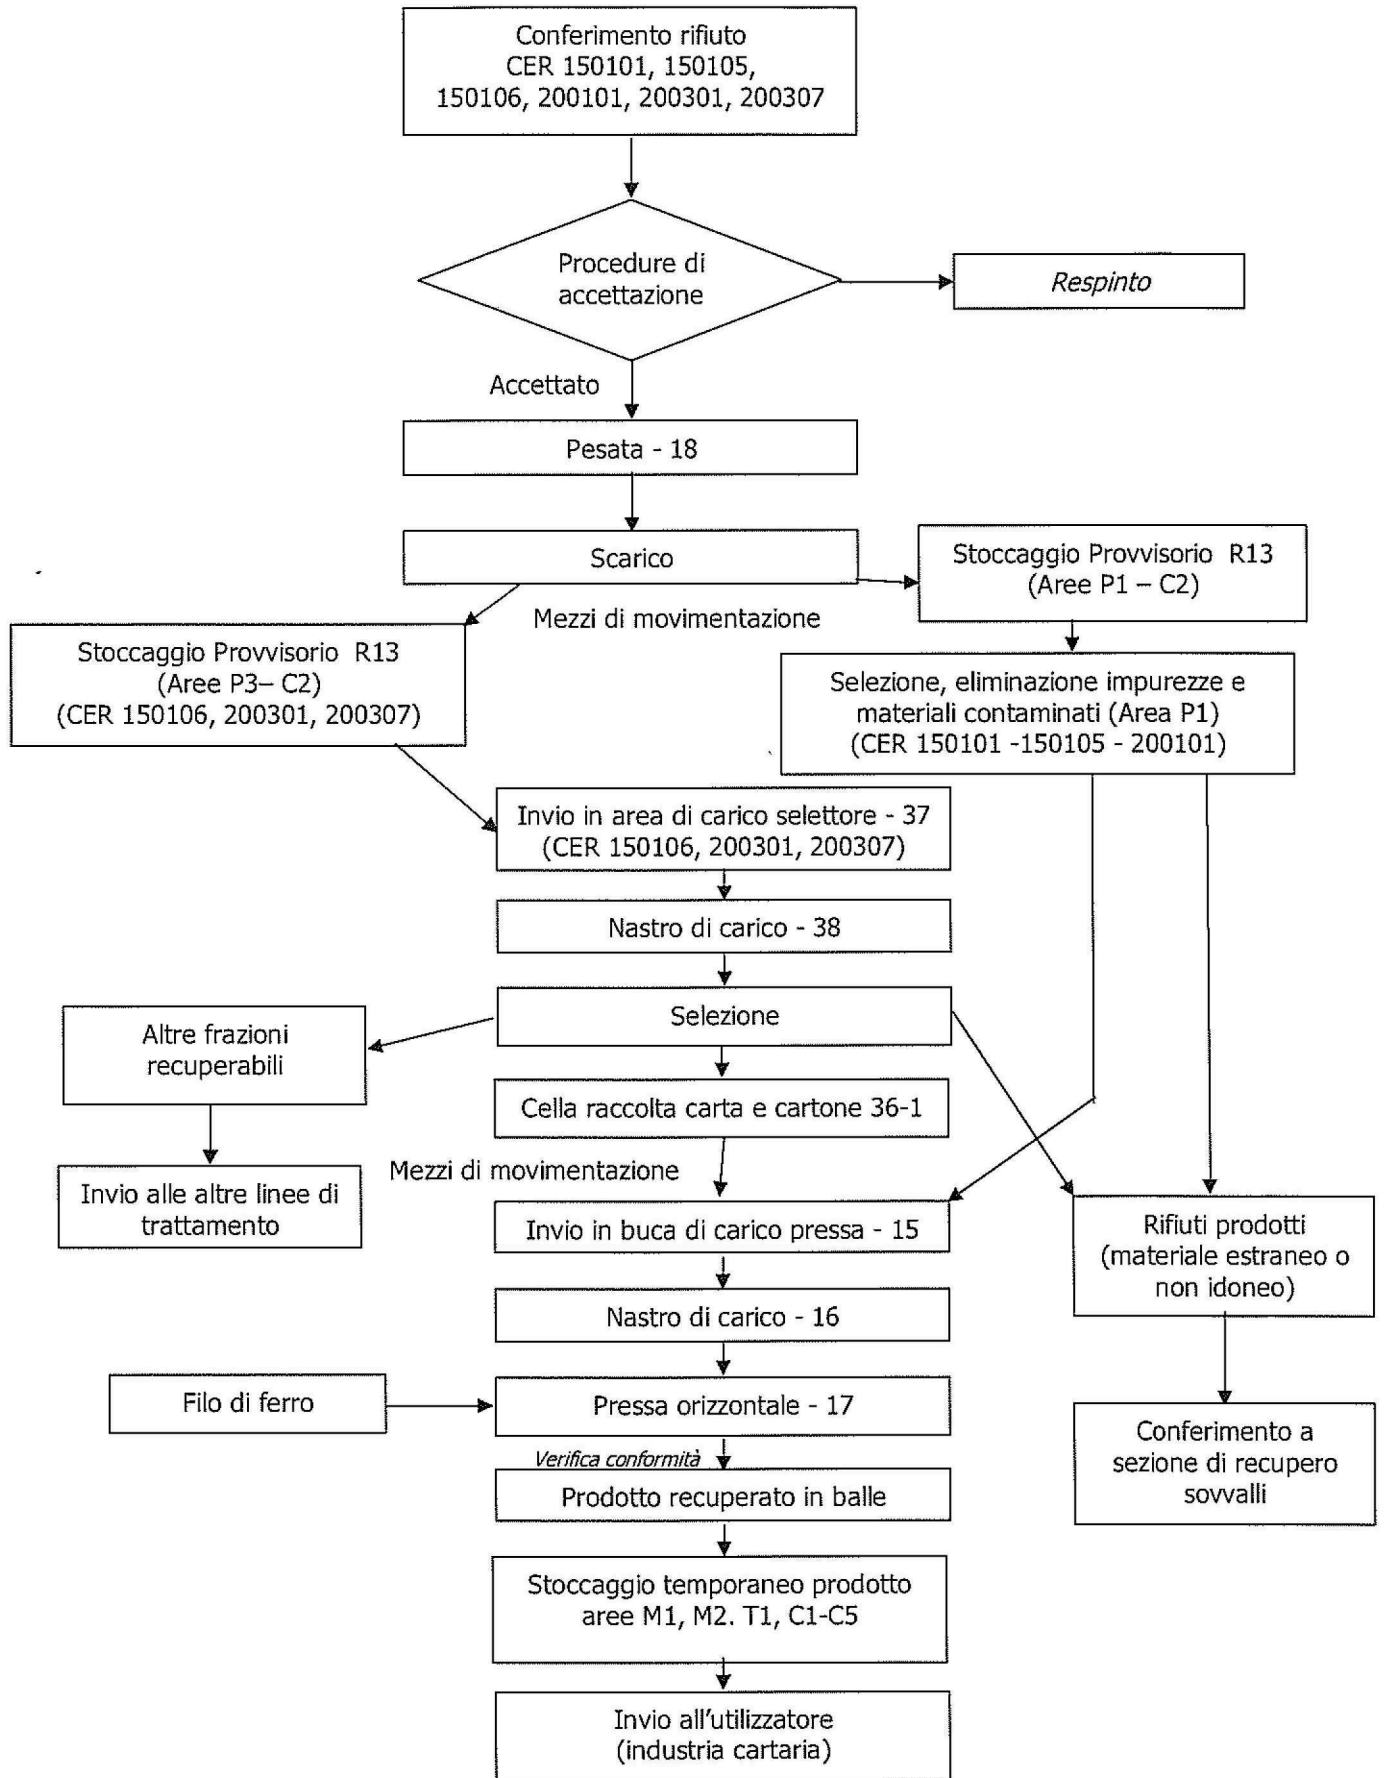 Conferimento rifiuto
CER 150101, 150105,
150106, 200101, 200301, 200307
Procedure di
accettazione
Respinto
Accettato
Pesata - 18
Scarico
Stoccaggio Provvisorio  R13
(Aree P1 – C2)
Mezzi di movimentazione
Stoccaggio Provvisorio  R13
(Aree P3– C2)
(CER 150106, 200301, 200307)
Selezione, eliminazione impurezze e
materiali contaminati (Area P1)
(CER 150101 -150105 - 200101)
Invio in area di carico selettore - 37
(CER 150106, 200301, 200307)
Nastro di carico - 38
Selezione
Altre frazioni
recuperabili
Cella raccolta carta e cartone 36-1
Mezzi di movimentazione
Invio alle altre linee di
trattamento
Invio in buca di carico pressa - 15
Rifiuti prodotti
(materiale estraneo o
non idoneo)
Nastro di carico - 16
Filo di ferro
Pressa orizzontale - 17
Conferimento a
sezione di recupero
sovvalli
Verifica conformità
Prodotto recuperato in balle
Stoccaggio temporaneo prodotto
aree M1, M2. T1, C1-C5
Invio all'utilizzatore
(industria cartaria)